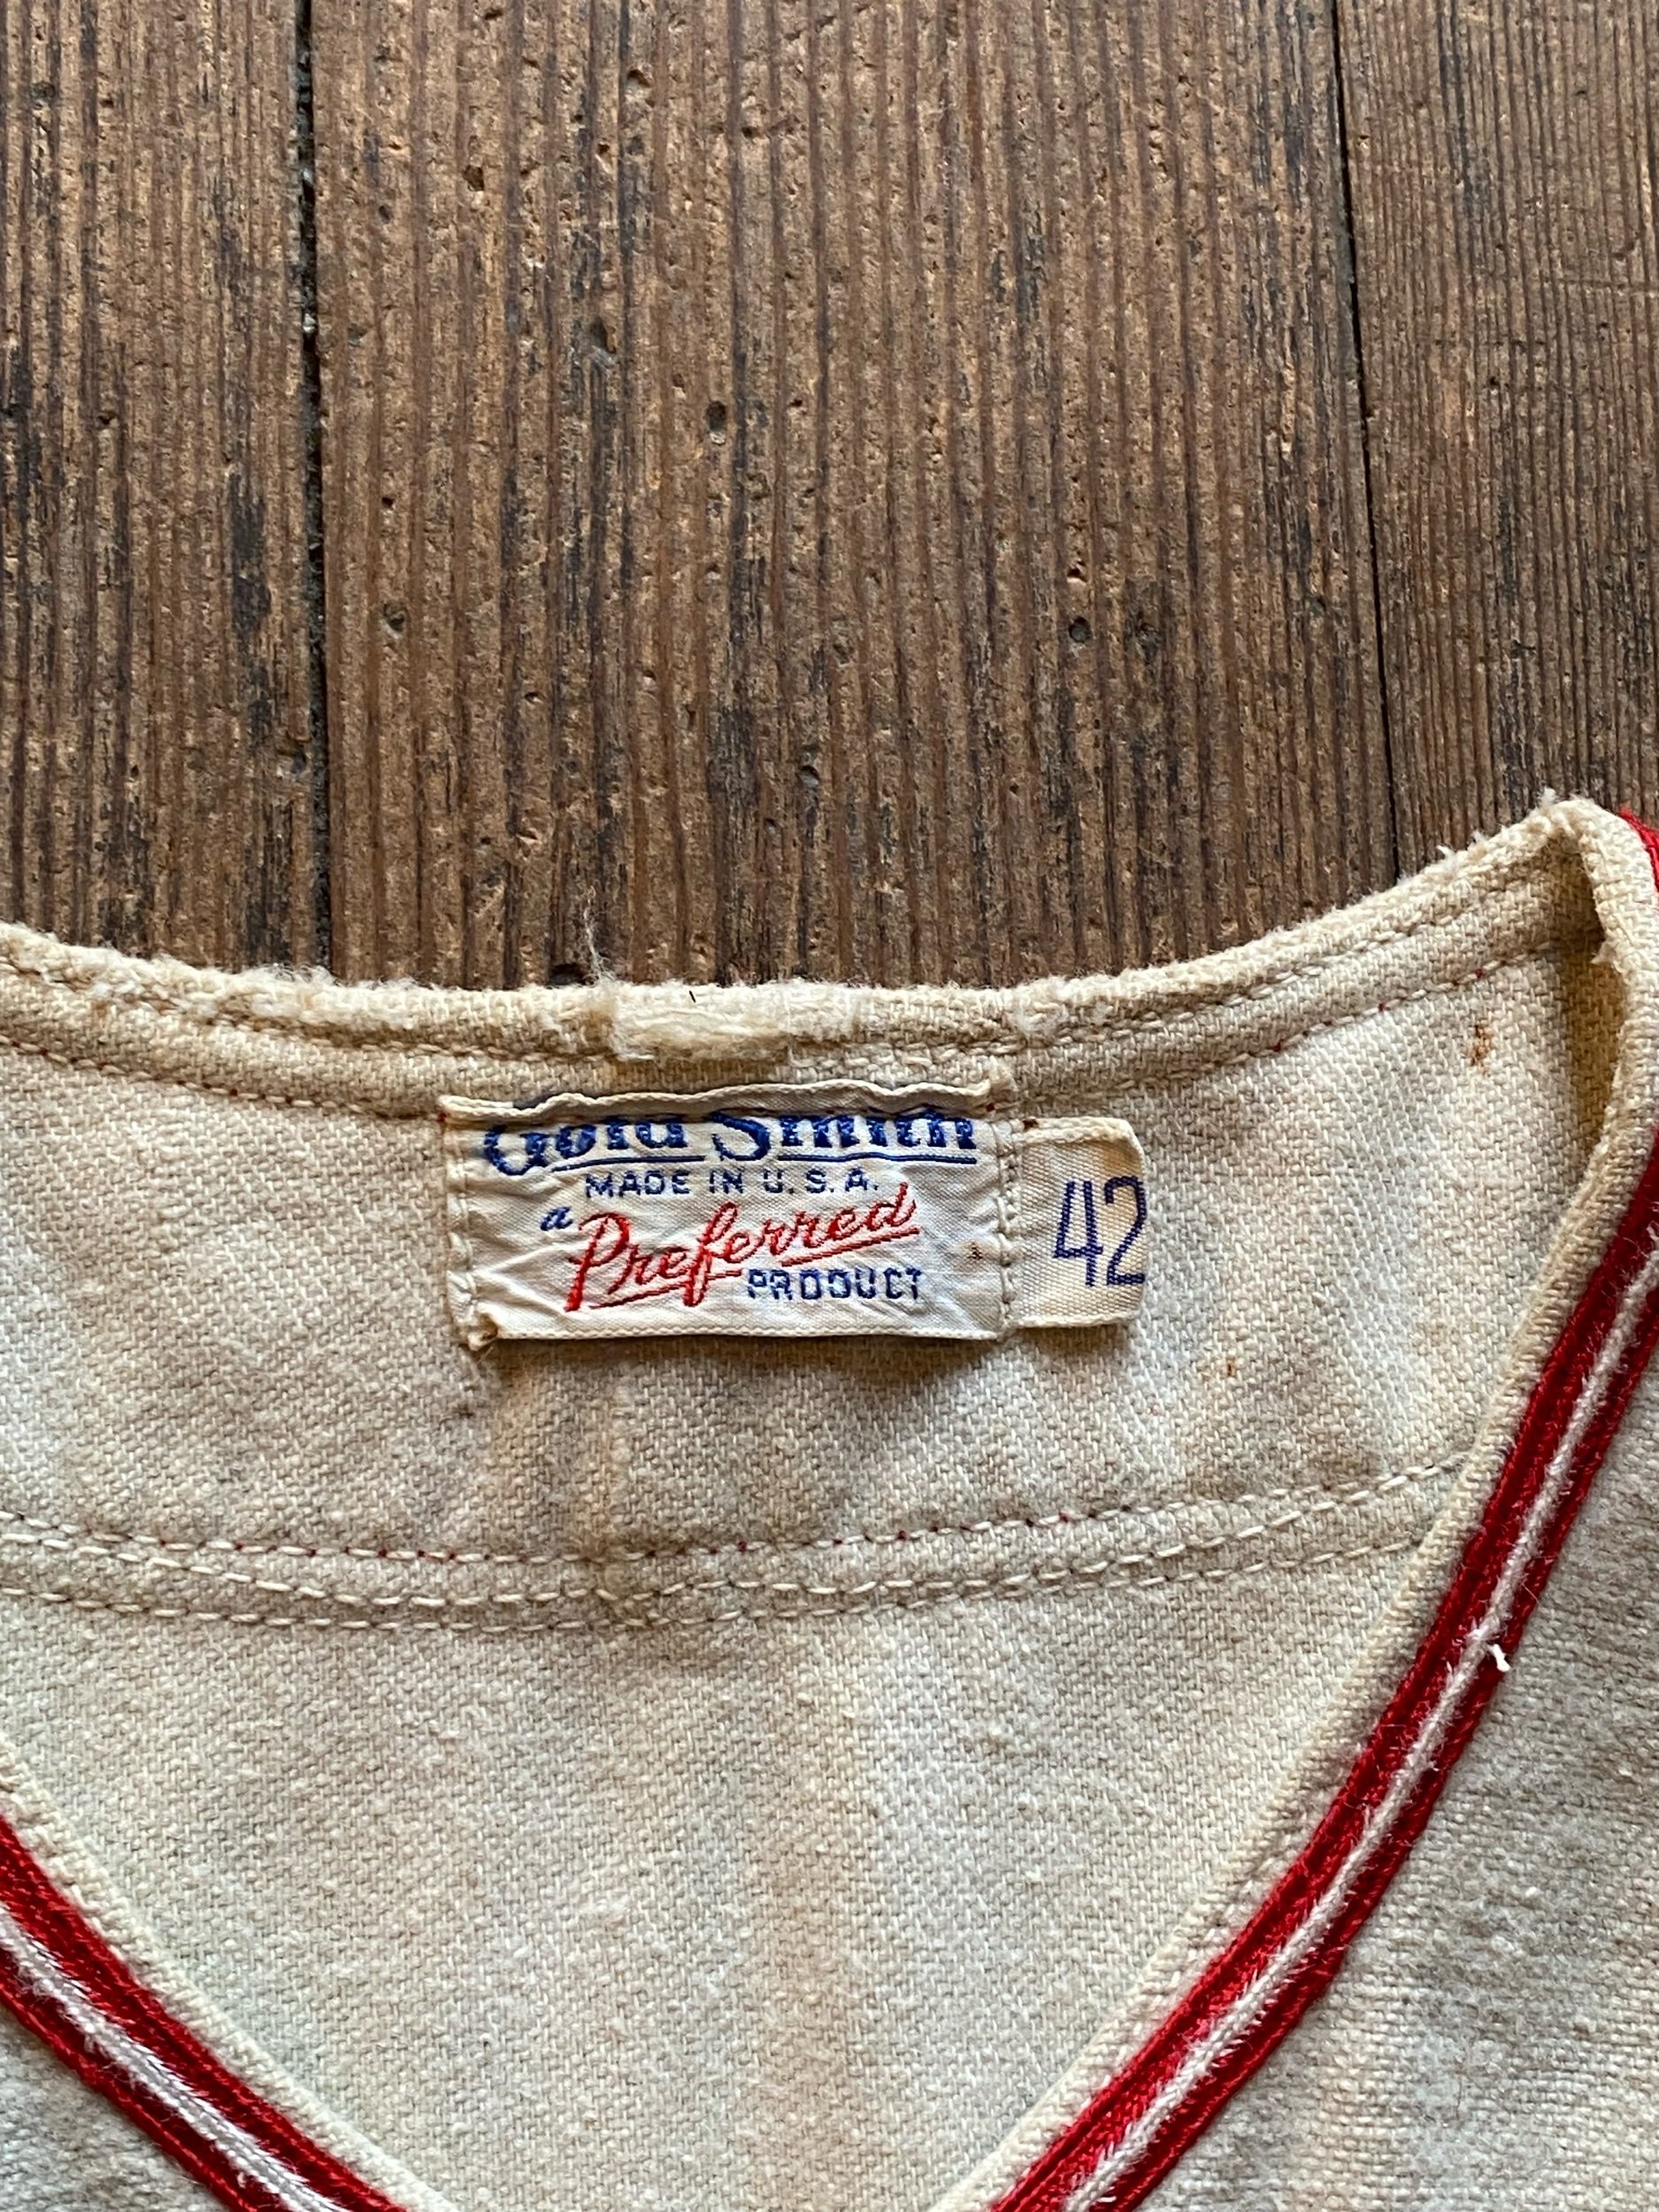 Gold Smith
MADE IN U.S.A.
a Preferred
PRODUCT
42